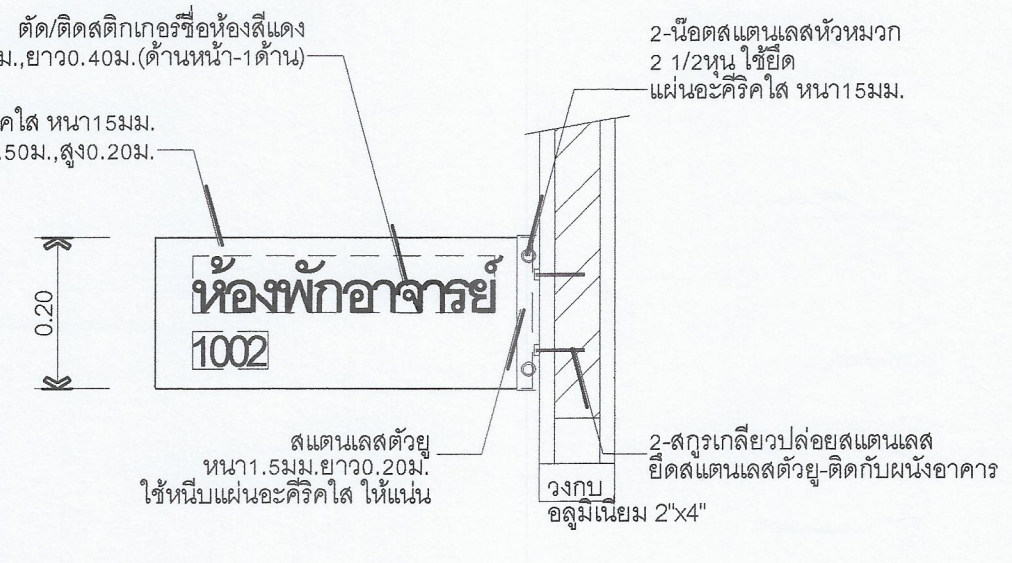 ตัด/ติดสติกเกอร์ชื่อห้องสีแดง
ม.,ยาว0.40ม.(ด้านหน้า-1ด้าน)
2-น๊อตสแตนเลสหัวหมวก
2 1/2หุน ใช้ยึด
แผ่นอะคีริคใส หนา15มม.
คใส หนา15มม.
.50ม.,สูง0.20ม.
0.20
ห้องพักอาจารย์
1002
สแตนเลสตัวยู
หนา1.5มม.ยาว0.20ม.
ใช้หนีบแผ่นอะคีริคใส ให้แน่น
2-สกูรเกลียวปล่อยสแตนเลส
ยึดสแตนเลสตัวยู-ติดกับผนังอาคาร
วงกบ
อลูมิเนียม 2"x4"